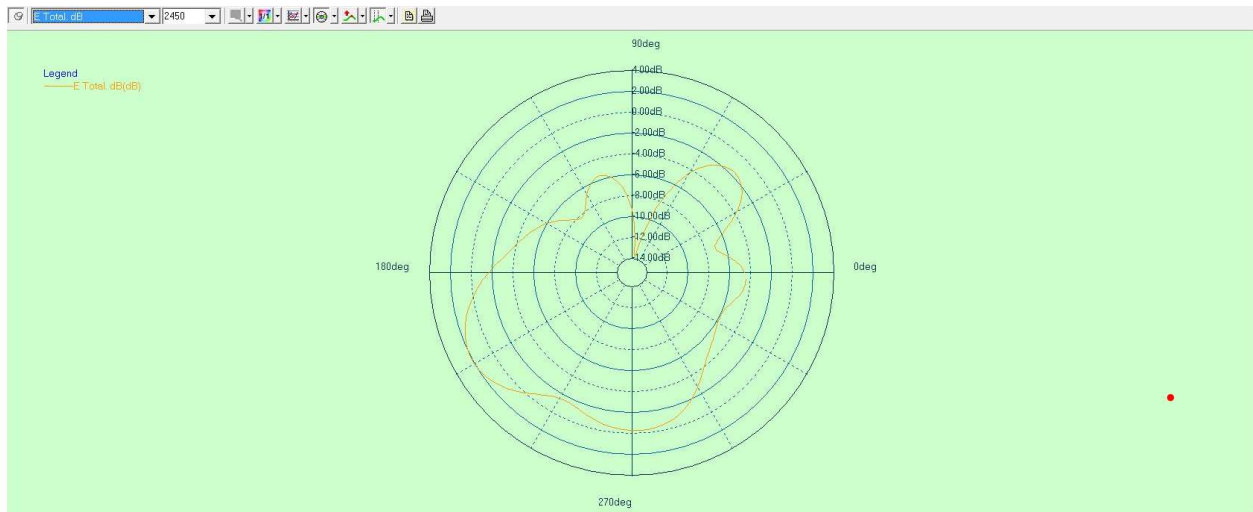 E Total. dB 2450
90deg
Legend
E Total. dB(dB)
4.00dB
2.00dB
0.00dB
-2.00dB
-4.00dB
-6.00dB
-8.00dB
-10.00dB
-12.00dB
-14.00dB
180deg
0deg
270deg